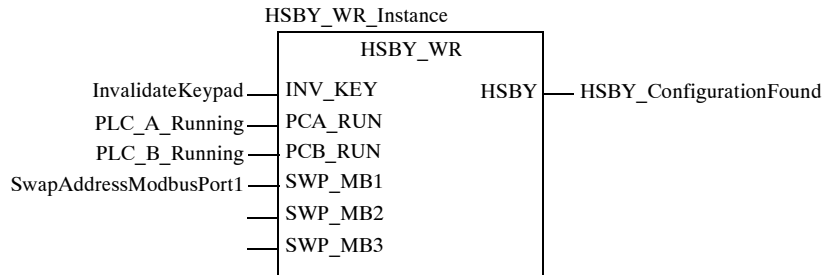 HSBY_WR_Instance
HSBY_WR
InvalidateKeypad INV_KEY HSBY HSBY_ConfigurationFound
PLC_A_Running PCA_RUN
PLC_B_Running PCB_RUN
SwapAddressModbusPort1 SWP_MB1
SWP_MB2
SWP_MB3